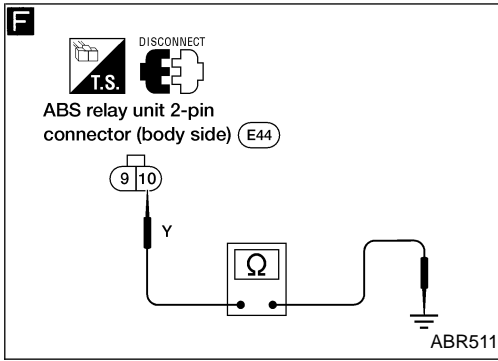 F
DISCONNECT
T.S.
ABS relay unit 2-pin
connector (body side) E44
9 10
Y
Ω
ABR511